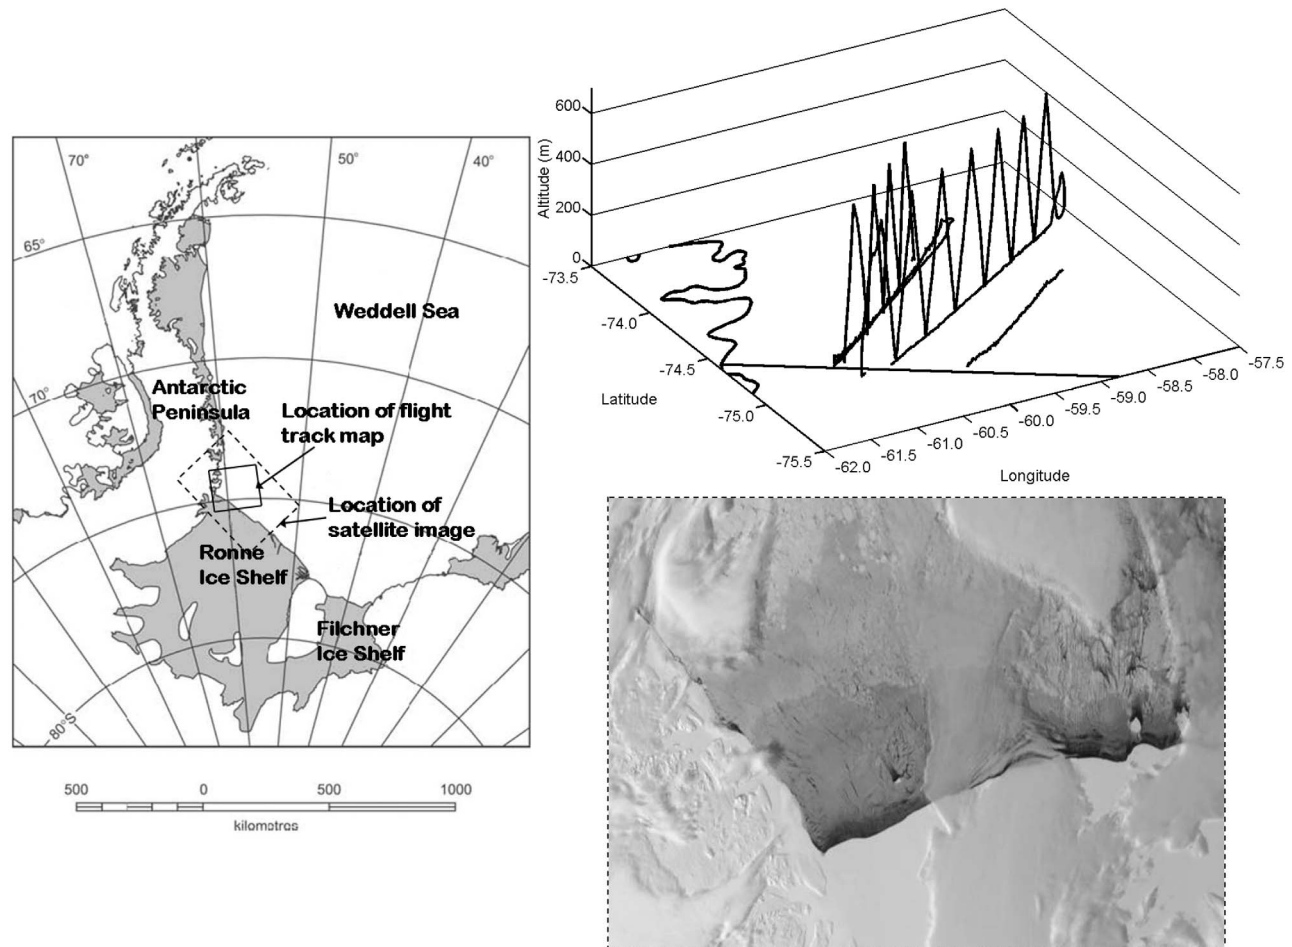 70°
50°
40°
65°
Weddell Sea
70°
Antarctic
Peninsula
Location of flight
track map
Location of
satellite image
Ronne
Ice Shelf
Filchner
Ice Shelf
80°S
500
0
500
1000
kilometres
Altitude (m)
600
400
200
0
-73.5
-74.0
-74.5
-75.0
-75.5
Latitude
-62.0
-61.5
-61.0
-60.5
-60.0
-59.5
-59.0
-58.5
-58.0
-57.5
Longitude